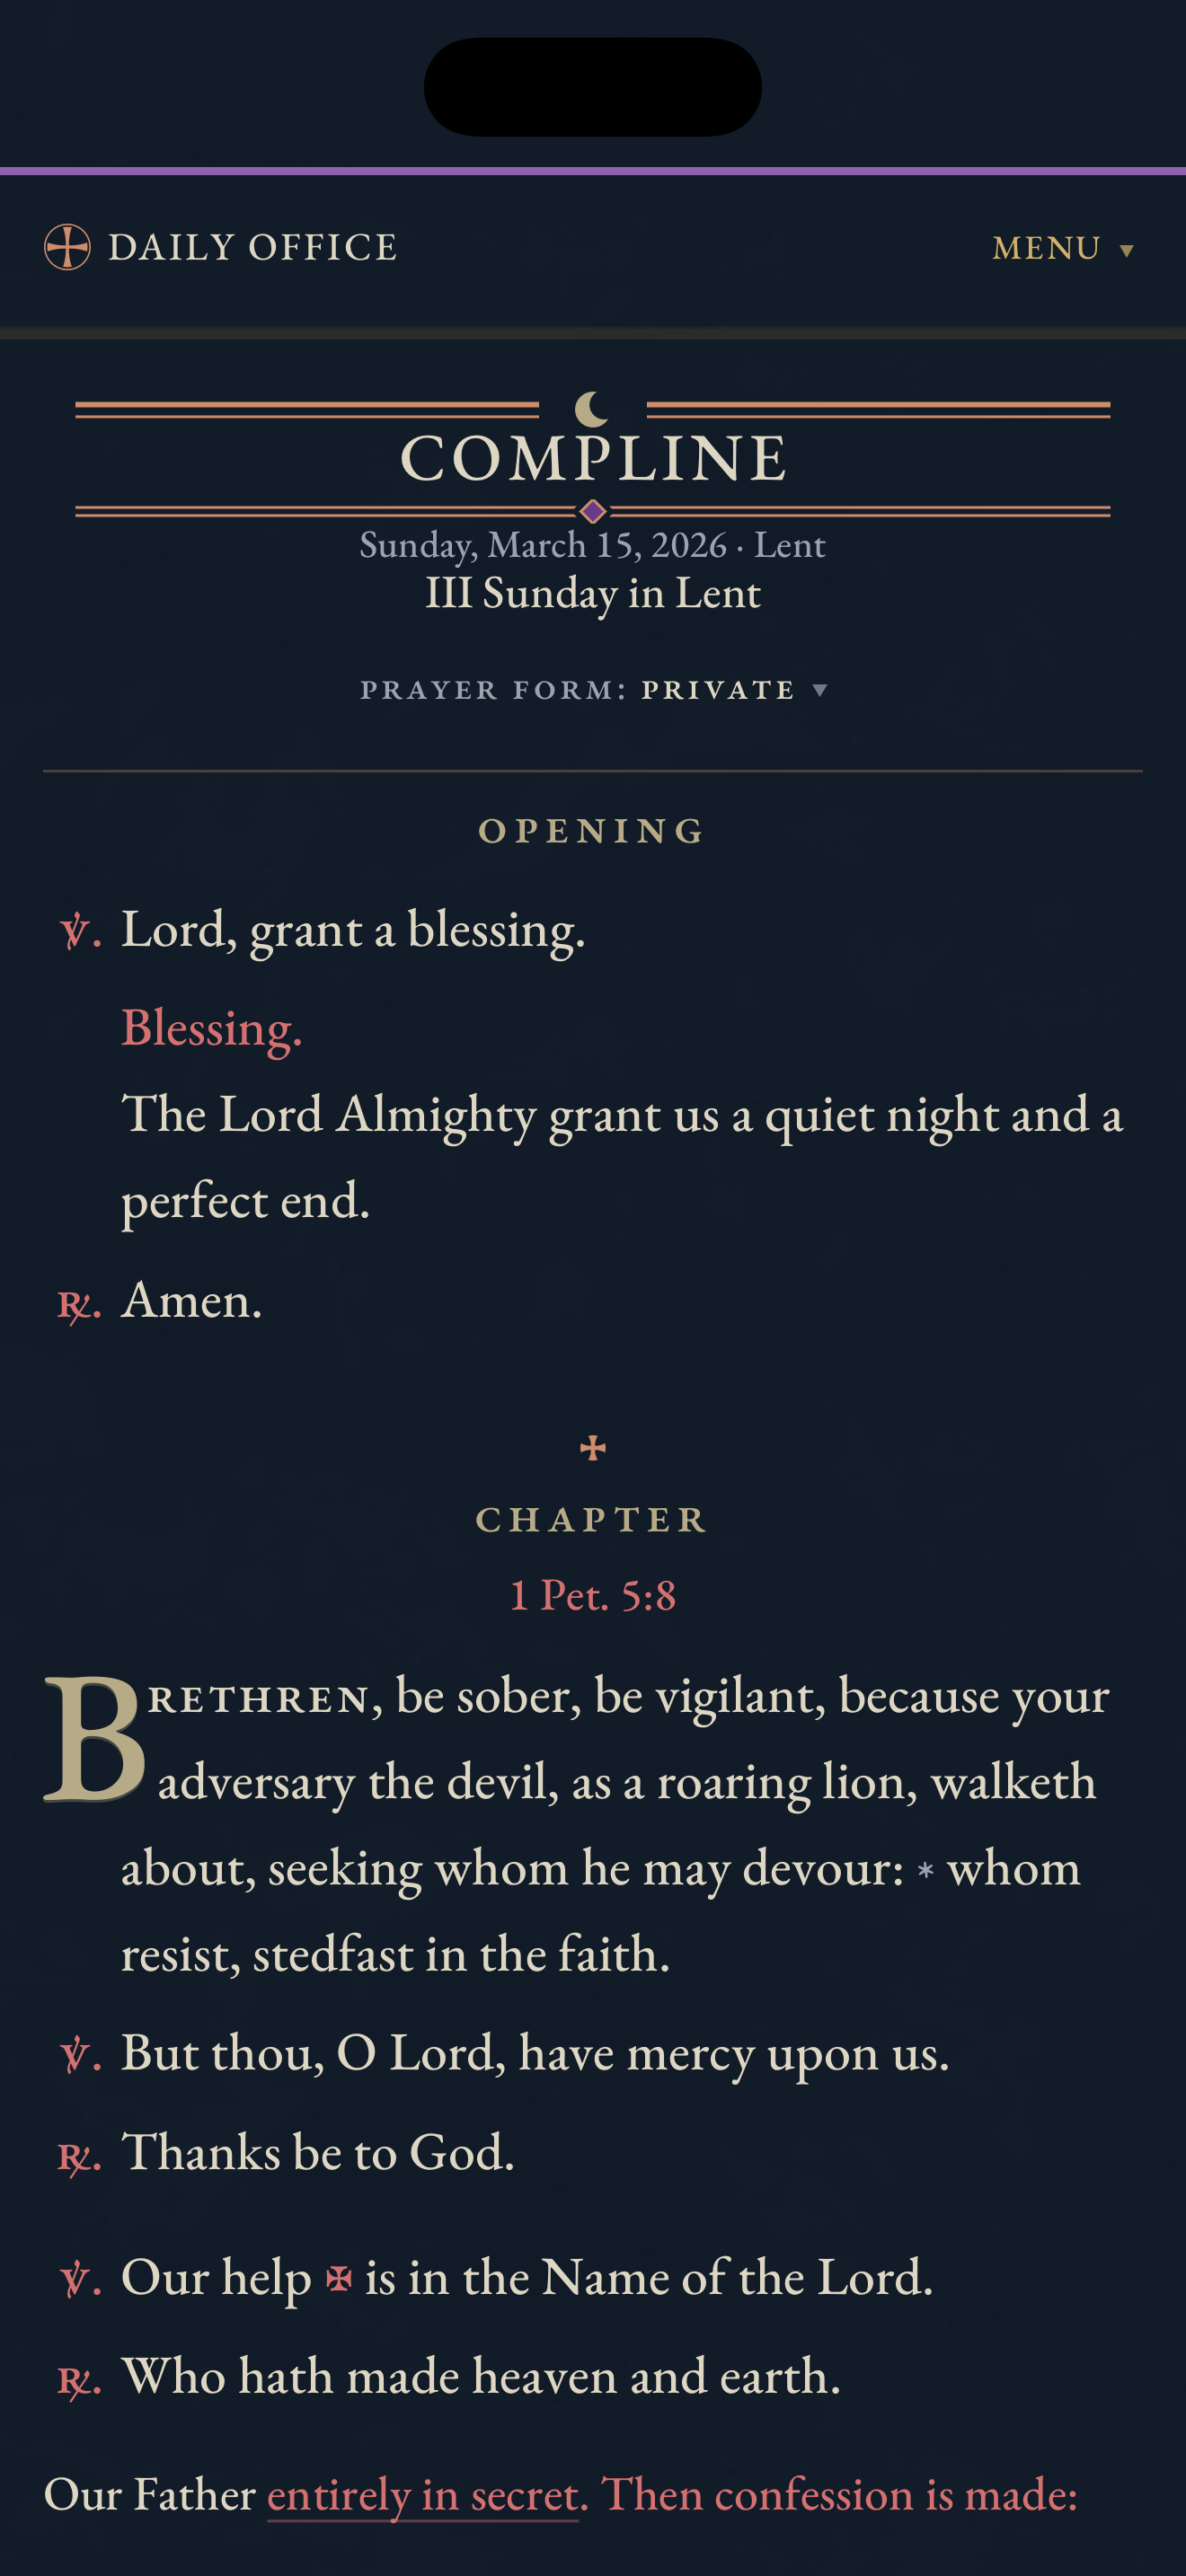 DAILY OFFICE
MENU ▼
COMPLINE
Sunday, March 15, 2026 · Lent
III Sunday in Lent
PRAYER FORM: PRIVATE ▼
OPENING
℣. Lord, grant a blessing.
Blessing.
The Lord Almighty grant us a quiet night and a
perfect end.
℟. Amen.
✠
CHAPTER
1 Pet. 5:8
BRETHREN, be sober, be vigilant, because your
adversary the devil, as a roaring lion, walketh
about, seeking whom he may devour: * whom
resist, stedfast in the faith.
℣. But thou, O Lord, have mercy upon us.
℟. Thanks be to God.
℣. Our help ✠ is in the Name of the Lord.
℟. Who hath made heaven and earth.
Our Father entirely in secret. Then confession is made: